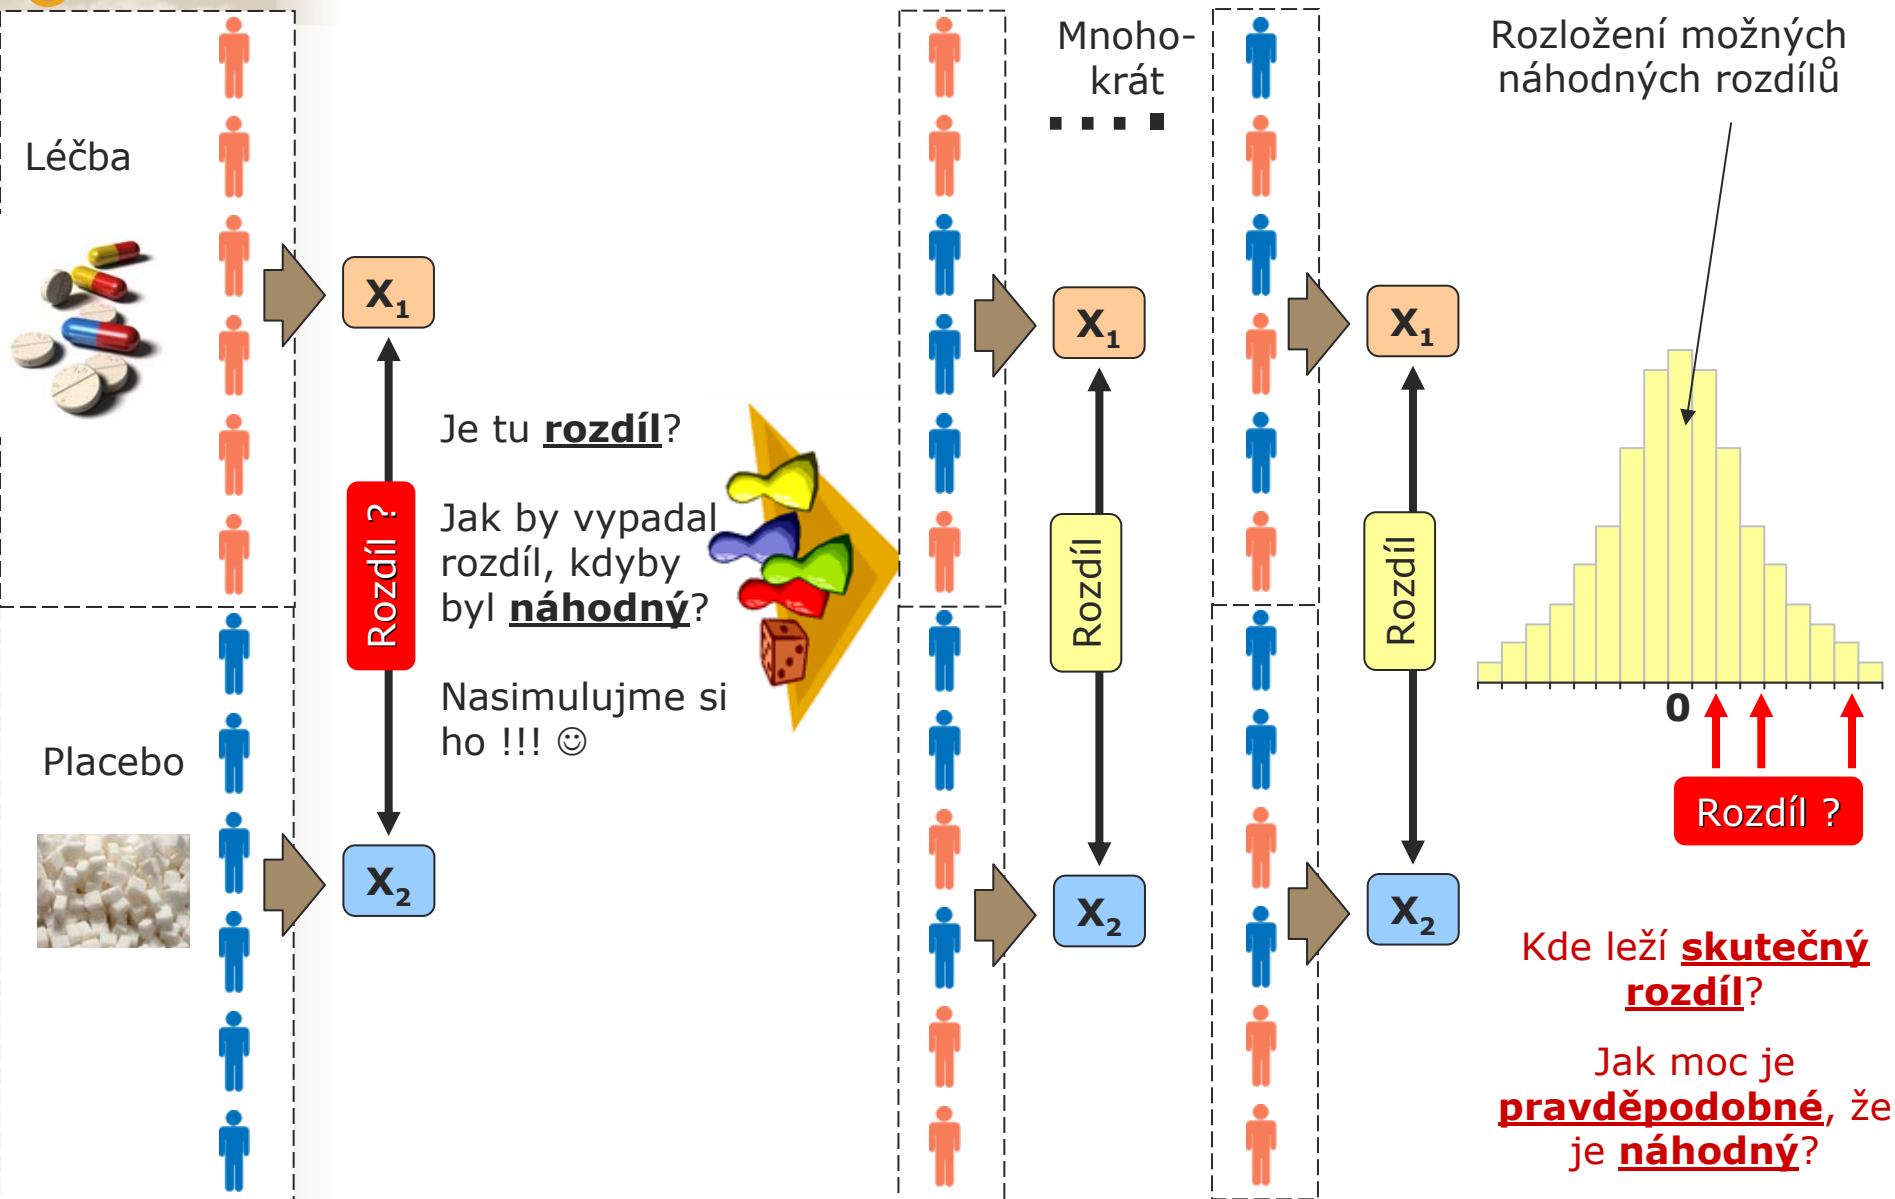 Léčba
Placebo
X1
Rozdíl ?
X2
Je tu rozdíl?
Jak by vypadal
rozdíl, kdyby
byl náhodný?
Nasimulujme si
ho !!! ☺
Mnoho-
krát
X1
Rozdíl
X2
X1
Rozdíl
X2
Rozložení možných
náhodných rozdílů
0
Rozdíl ?
Kde leží skutečný
rozdíl?
Jak moc je
pravděpodobné, že
je náhodný?